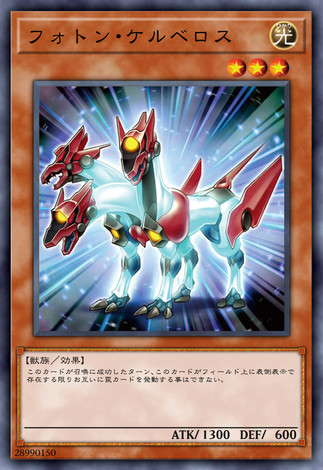 フォトン・ケルベロス
光
【獣族／効果】
このカードが召喚に成功したターン、このカードがフィールド上に表側表示で
存在する限りお互いに罠カードを発動する事はできない。
ATK/ 1300 DEF/ 600
28990150